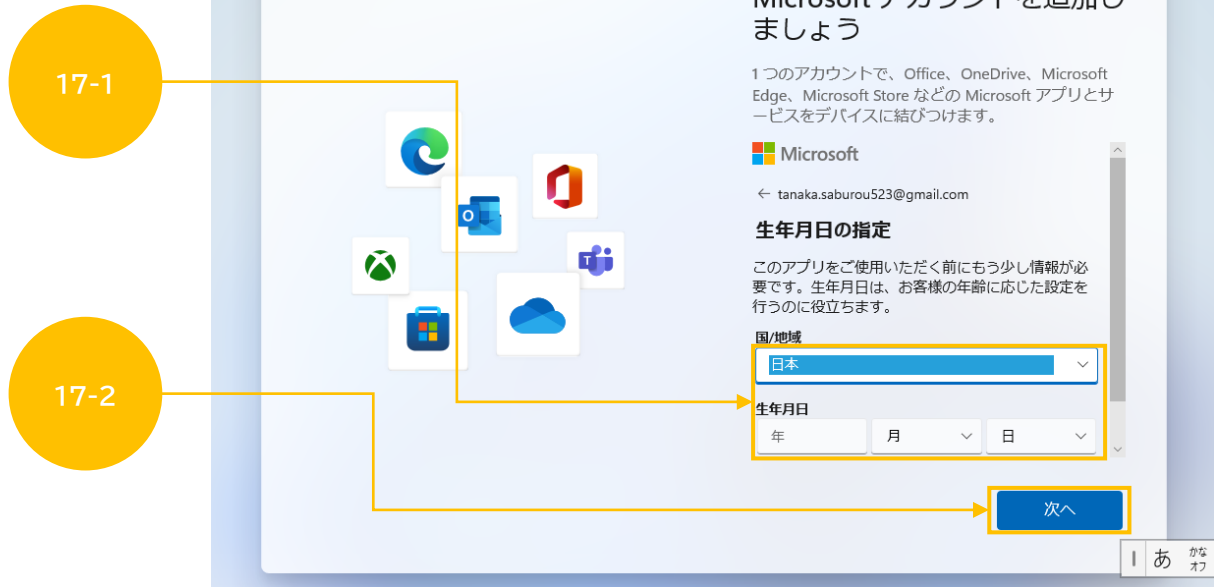 17-1
17-2
Microsoft アカウントを追加し
ましょう
1 つのアカウントで、Office、OneDrive、Microsoft
Edge、Microsoft Store などの Microsoft アプリとサ
ービスをデバイスに結びつけます。
Microsoft
← tanaka.saburou523@gmail.com
生年月日の指定
このアプリをご使用いただく前にもう少し情報が必
要です。生年月日は、お客様の年齢に応じた設定を
行うのに役立ちます。
国/地域
日本
生年月日
年 月 日
次へ
あ かな
オフ